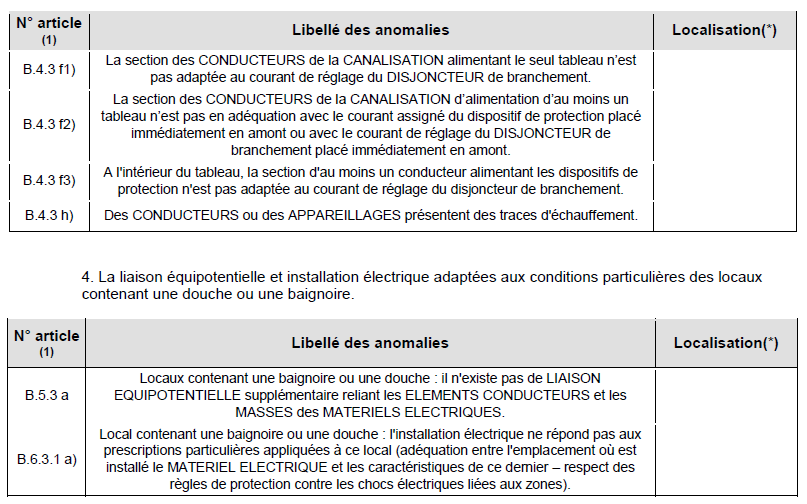 N° article
(1)
Libellé des anomalies
Localisation(*)
B.4.3 f1)
La section des CONDUCTEURS de la CANALISATION alimentant le seul tableau n'est
pas adaptée au courant de réglage du DISJONCTEUR de branchement.
B.4.3 f2)
La section des CONDUCTEURS de la CANALISATION d'alimentation d'au moins un
tableau n'est pas en adéquation avec le courant assigné du dispositif de protection placé
immédiatement en amont ou avec le courant de réglage du DISJONCTEUR de
branchement placé immédiatement en amont.
B.4.3 f3)
A l'intérieur du tableau, la section d'au moins un conducteur alimentant les dispositifs de
protection n'est pas adaptée au courant de réglage du disjoncteur de branchement.
B.4.3 h)
Des CONDUCTEURS ou des APPAREILLAGES présentent des traces d'échauffement.
4. La liaison équipotentielle et installation électrique adaptées aux conditions particulières des locaux
contenant une douche ou une baignoire.
N° article
(1)
Libellé des anomalies
Localisation(*)
B.5.3 a
Locaux contenant une baignoire ou une douche : il n'existe pas de LIAISON
EQUIPOTENTIELLE supplémentaire reliant les ELEMENTS CONDUCTEURS et les
MASSES des MATERIELS ELECTRIQUES.
B.6.3.1 a)
Local contenant une baignoire ou une douche : l'installation électrique ne répond pas aux
prescriptions particulières appliquées à ce local (adéquation entre l'emplacement où est
installé le MATERIEL ELECTRIQUE et les caractéristiques de ce dernier – respect des
règles de protection contre les chocs électriques liées aux zones).